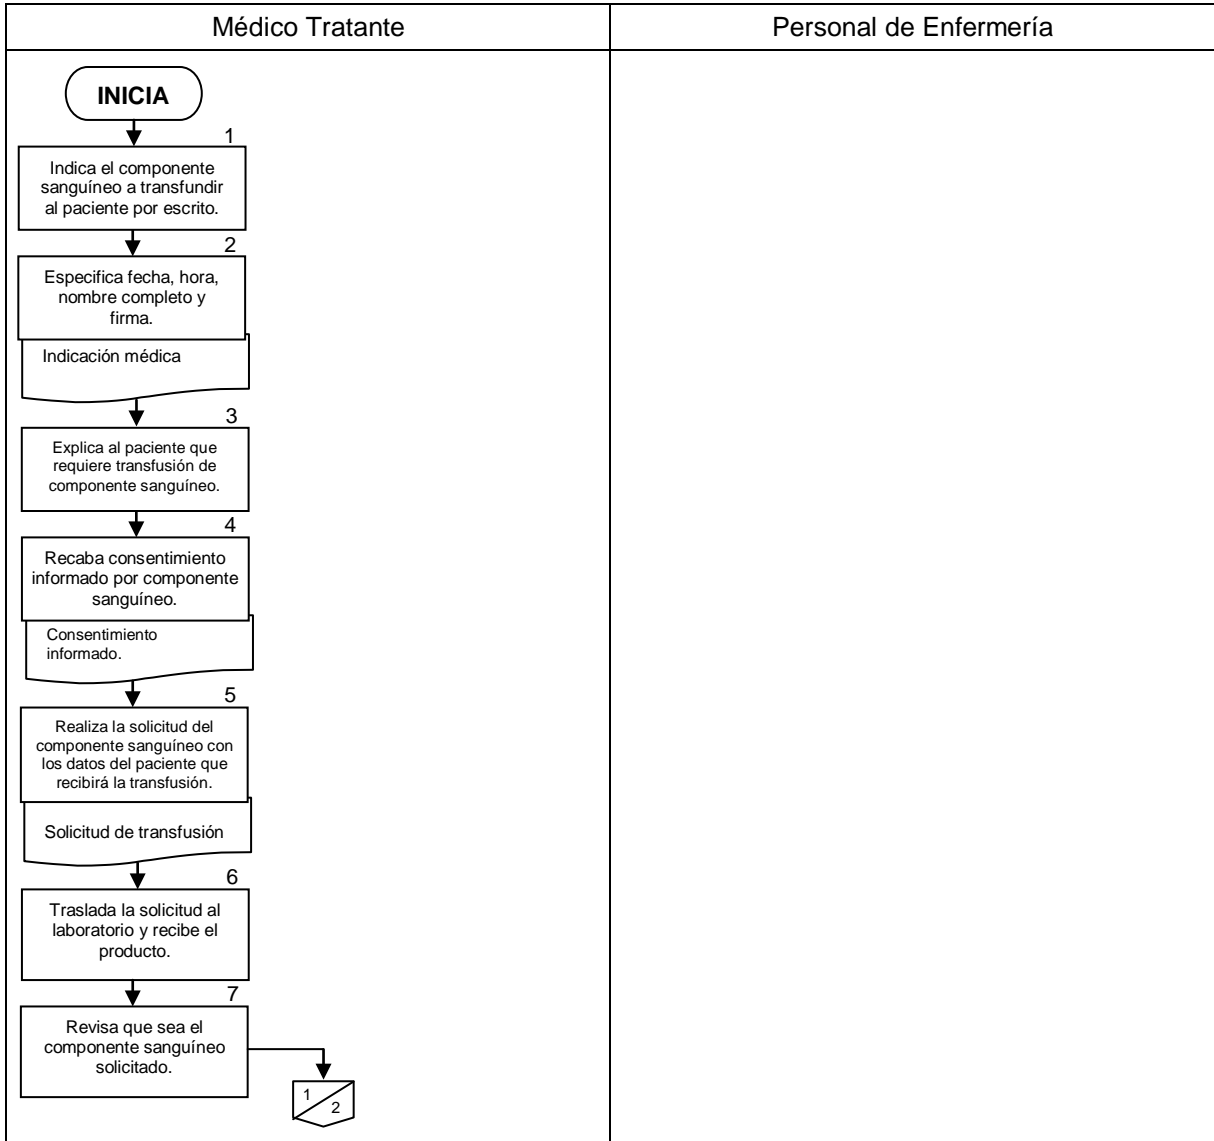 Médico Tratante
Personal de Enfermería
INICIA
1
Indica el componente
sanguíneo a transfundir
al paciente por escrito.
2
Especifica fecha, hora,
nombre completo y
firma.
Indicación médica
3
Explica al paciente que
requiere transfusión de
componente sanguíneo.
4
Recaba consentimiento
informado por componente
sanguíneo.
Consentimiento
informado.
5
Realiza la solicitud del
componente sanguíneo con
los datos del paciente que
recibirá la transfusión.
Solicitud de transfusión
6
Traslada la solicitud al
laboratorio y recibe el
producto.
7
Revisa que sea el
componente sanguíneo
solicitado.
1
2